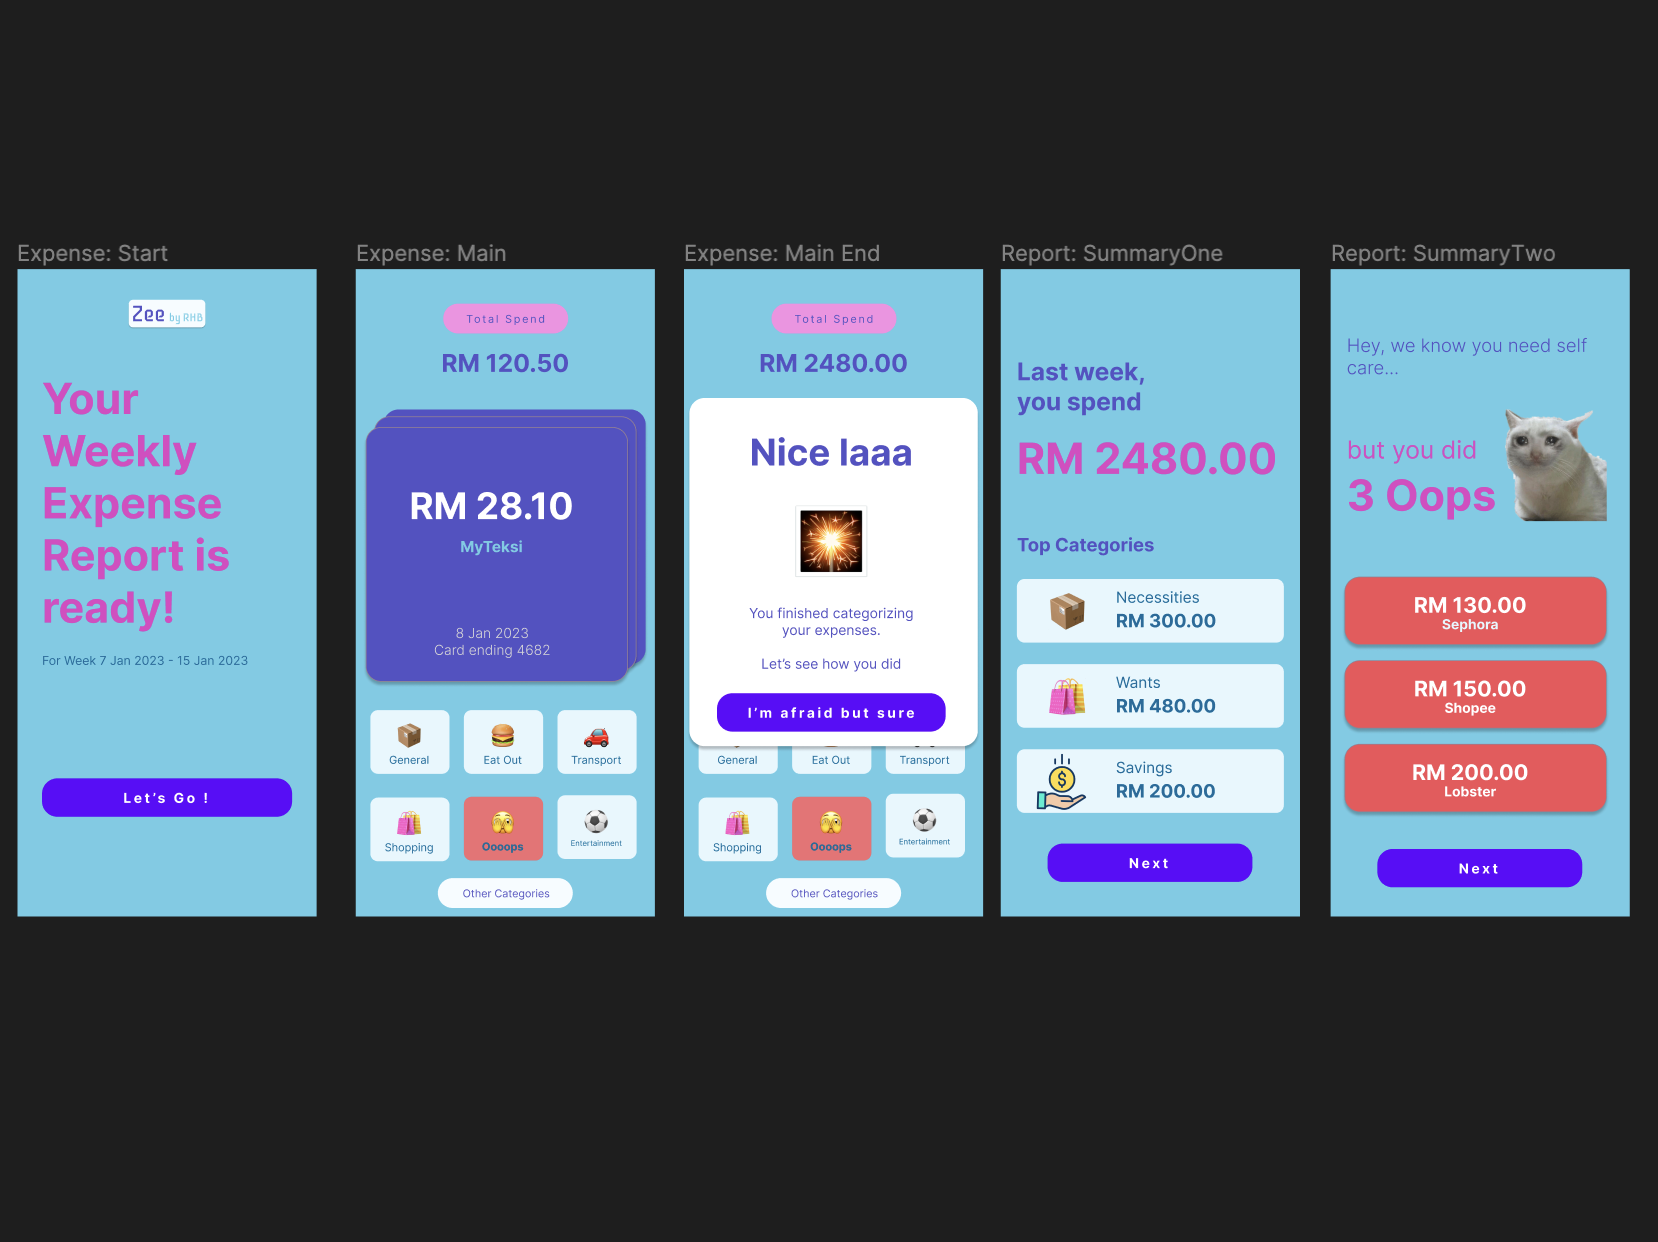 Expense: Start
Zee by RHB
Your
Weekly
Expense
Report is
ready!
For Week 7 Jan 2023 - 15 Jan 2023
Let's Go !
Expense: Main
Total Spend
RM 120.50
RM 28.10
MyTeksi
8 Jan 2023
Card ending 4682
General
Eat Out
Transport
Shopping
Oooops
Entertainment
Other Categories
Expense: Main End
Total Spend
RM 2480.00
Nice laaa
You finished categorizing
your expenses.
Let's see how you did
I'm afraid but sure
General
Eat Out
Transport
Shopping
Oooops
Entertainment
Other Categories
Report: SummaryOne
Last week,
you spend
RM 2480.00
Top Categories
Necessities
RM 300.00
Wants
RM 480.00
Savings
RM 200.00
Next
Report: SummaryTwo
Hey, we know you need self
care...
but you did
3 Oops
RM 130.00
Sephora
RM 150.00
Shopee
RM 200.00
Lobster
Next